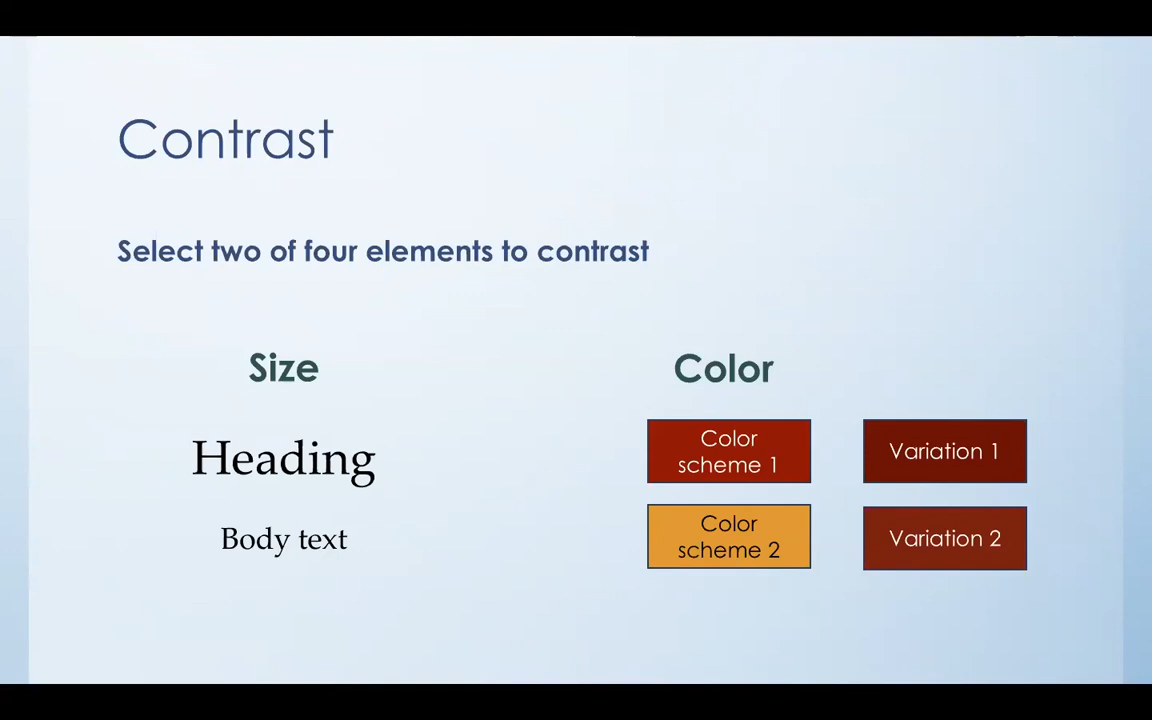 Contrast
Select two of four elements to contrast
Size
Heading
Body text
Color
Color
scheme 1
Variation 1
Color
scheme 2
Variation 2